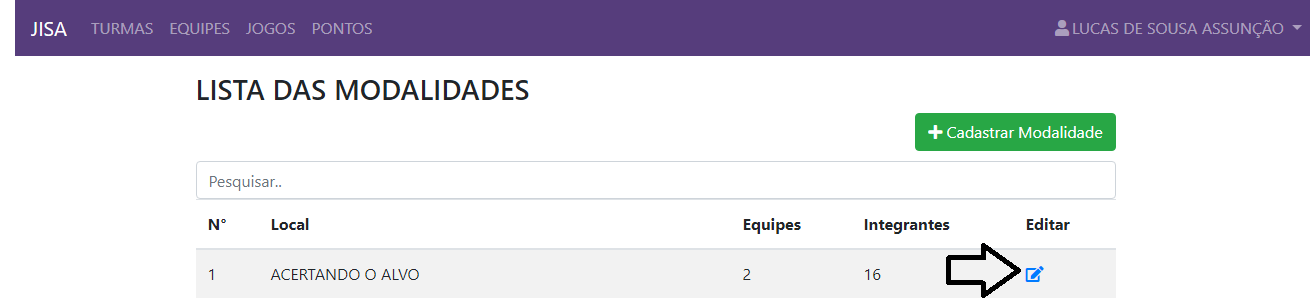 JISA TURMAS EQUIPES JOGOS PONTOS LUCAS DE SOUSA ASSUNÇÃO
LISTA DAS MODALIDADES
Cadastrar Modalidade
Pesquisar..
N° Local Equipes Integrantes Editar
1 ACERTANDO O ALVO 2 16